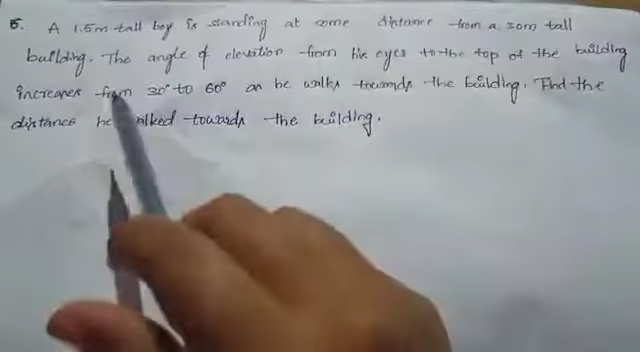 5. A 1.5m tall boy is standing at some distance from a 30m tall
building. The angle of elevation from his eyes to the top of the building
increases from 30° to 60° as he walks towards the building. Find the
distance he walked towards the building.